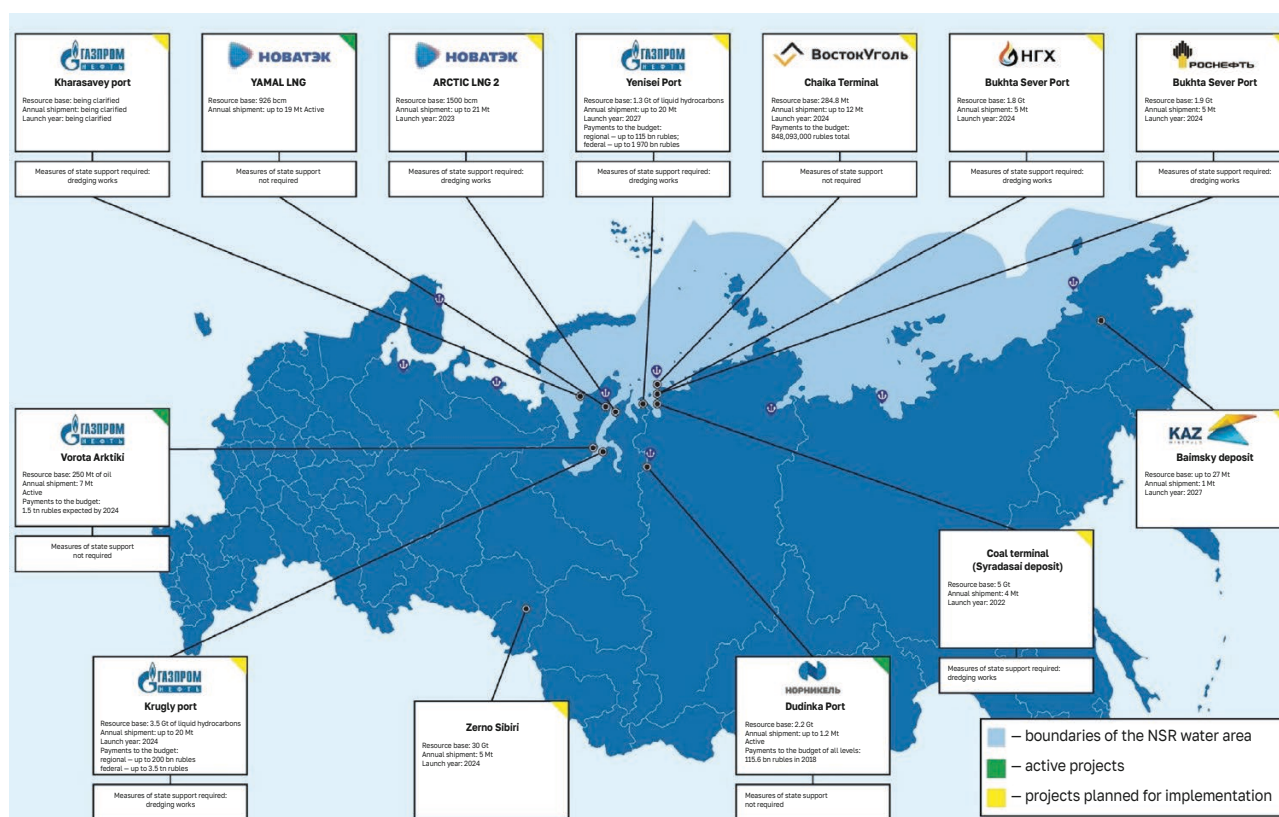 ГАЗПРОМ
НЕФТЬ
Kharasavey port
Resource base: being clarified
Annual shipment: being clarified
Launch year: being clarified
Measures of state support required:
dredging works
НОВАТЭК
YAMAL LNG
Resource base: 926 bcm
Annual shipment: up to 19 Mt Active
Measures of state support
not required
НОВАТЭК
ARCTIC LNG 2
Resource base: 1500 bcm
Annual shipment: up to 21 Mt
Launch year: 2023
Measures of state support required:
dredging works
ГАЗПРОМ
НЕФТЬ
Yenisei Port
Resource base: 1.3 Gt of liquid hydrocarbons
Annual shipment: up to 20 Mt
Launch year: 2027
Payments to the budget:
regional – up to 115 bn rubles;
federal – up to 1 970 bn rubles
Measures of state support required:
dredging works
ВостокУголь
Chaika Terminal
Resource base: 284.8 Mt
Annual shipment: up to 12 Mt
Launch year: 2024
Payments to the budget:
848,093,000 rubles total
Measures of state support
not required
НГХ
Bukhta Sever Port
Resource base: 1.8 Gt
Annual shipment: 5 Mt
Launch year: 2024
Measures of state support required:
dredging works
РОСНЕФТЬ
Bukhta Sever Port
Resource base: 1.9 Gt
Annual shipment: 5 Mt
Launch year: 2024
Measures of state support required:
dredging works
ГАЗПРОМ
НЕФТЬ
Vorota Arktiki
Resource base: 250 Mt of oil
Annual shipment: 7 Mt
Active
Payments to the budget:
1.5 tn rubles expected by 2024
Measures of state support
not required
KAZ
MINERALS
Baimsky deposit
Resource base: up to 27 Mt
Annual shipment: 1 Mt
Launch year: 2027
Coal terminal
(Syradasai deposit)
Resource base: 5 Gt
Annual shipment: 4 Mt
Launch year: 2022
Measures of state support required:
dredging works
ГАЗПРОМ
НЕФТЬ
Krugly port
Resource base: 3.5 Gt of liquid hydrocarbons
Annual shipment: up to 20 Mt
Launch year: 2024
Payments to the budget:
regional – up to 200 bn rubles
federal – up to 3.5 tn rubles
Measures of state support required:
dredging works
Zerno Sibiri
Resource base: 30 Gt
Annual shipment: 5 Mt
Launch year: 2024
НОРНИКЕЛЬ
Dudinka Port
Resource base: 2.2 Gt
Annual shipment: up to 1.2 Mt
Active
Payments to the budget of all levels:
115.6 bn rubles in 2018
Measures of state support
not required
– boundaries of the NSR water area
– active projects
– projects planned for implementation